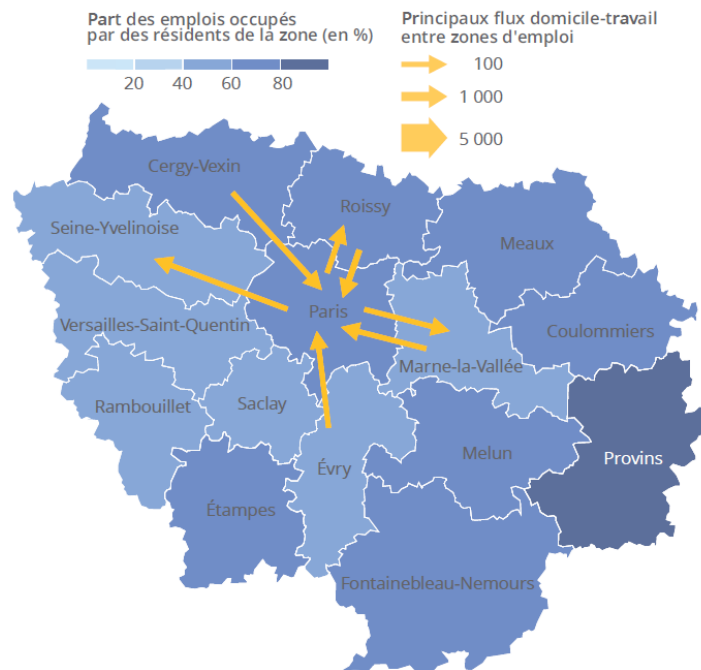 Part des emplois occupés
par des résidents de la zone (en %)
20 40 60 80
Principaux flux domicile-travail
entre zones d'emploi
100
1 000
5 000
Cergy-Vexin
Roissy
Seine-Yvelinoise
Meaux
Paris
Versailles-Saint-Quentin
Coulommiers
Marne-la-Vallée
Rambouillet
Saclay
Évry
Melun
Provins
Étampes
Fontainebleau-Nemours